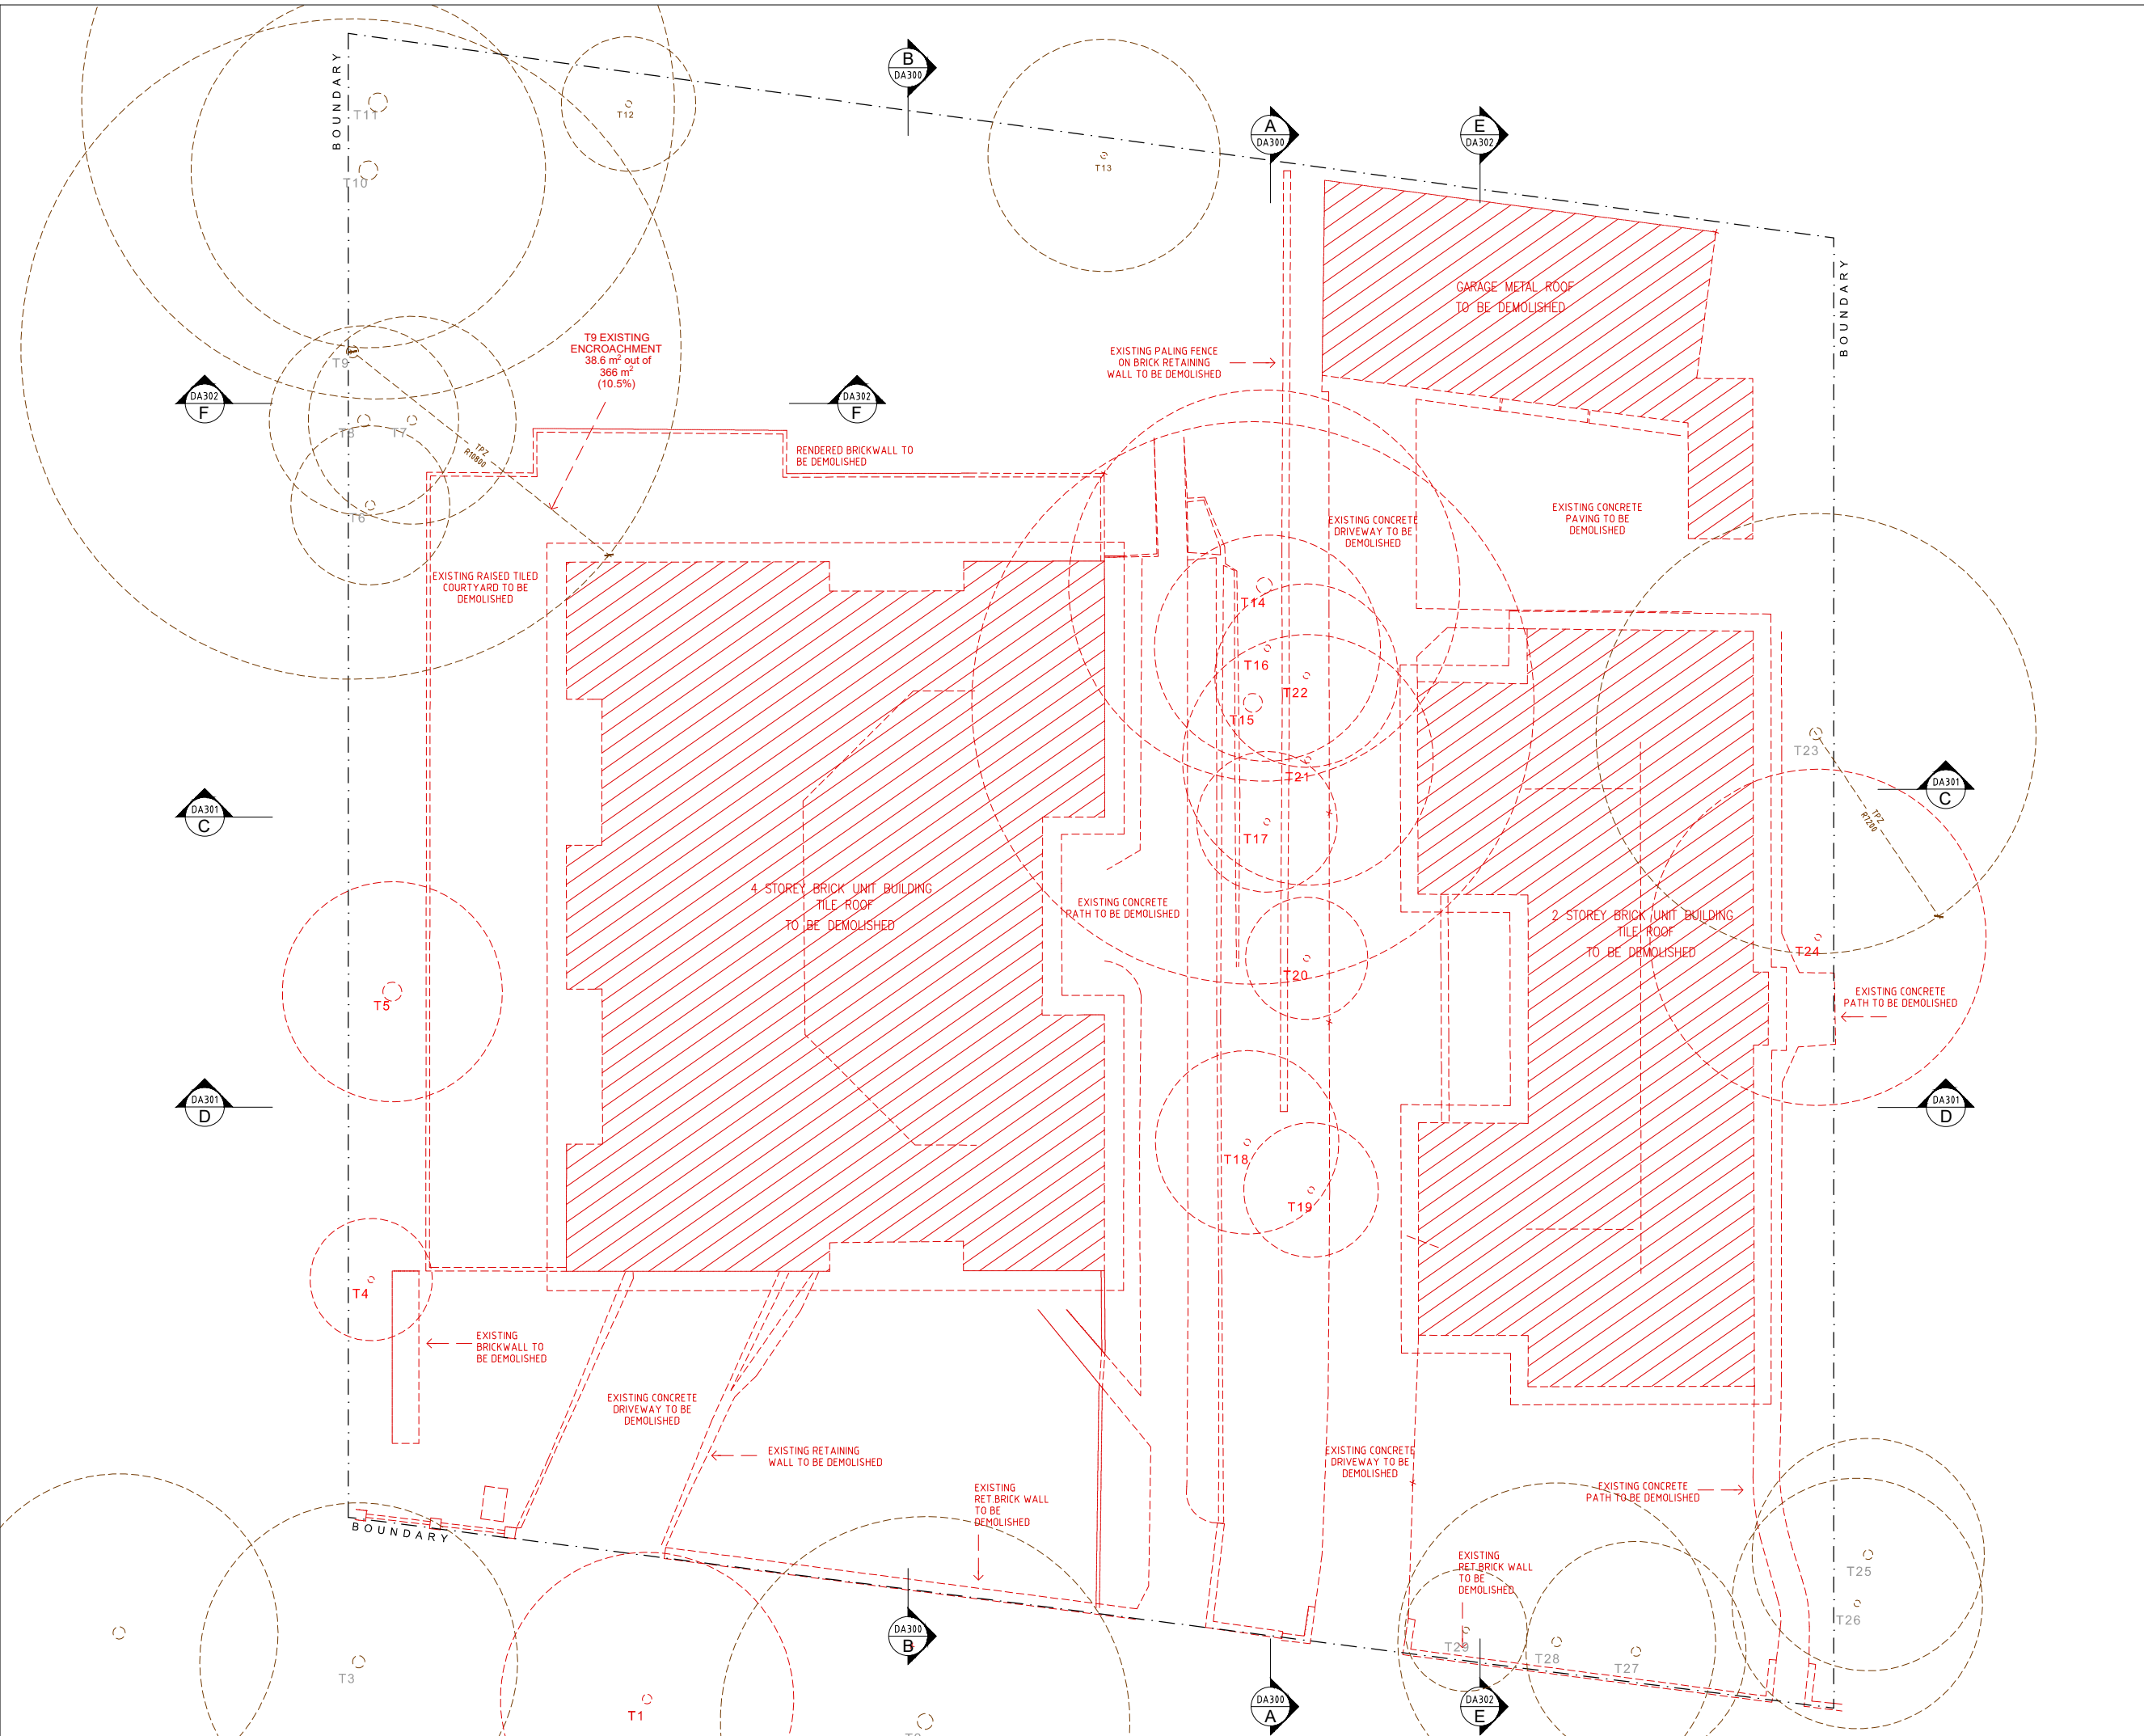 BOUNDARY
B
DA300
T11
T12
A
DA300
E
DA302
T13
T10
BOUNDARY
GARAGE METAL ROOF
TO BE DEMOLISHED
T9 EXISTING
ENCROACHMENT
38.6 m² out of
366 m²
(10.5%)
EXISTING PALING FENCE
ON BRICK RETAINING
WALL TO BE DEMOLISHED
T9
DA302
F
DA302
F
T8
T7
TPZ
R10800
RENDERED BRICKWALL TO
BE DEMOLISHED
T6
EXISTING CONCRETE
DRIVEWAY TO BE
DEMOLISHED
EXISTING CONCRETE
PAVING TO BE
DEMOLISHED
EXISTING RAISED TILED
COURTYARD TO BE
DEMOLISHED
T14
T16
T22
T15
T23
T21
DA301
C
DA301
C
TPZ
R7200
T17
4 STOREY BRICK UNIT BUILDING
TILE ROOF
TO BE DEMOLISHED
EXISTING CONCRETE
PATH TO BE DEMOLISHED
2 STOREY BRICK UNIT BUILDING
TILE ROOF
TO BE DEMOLISHED
T24
T20
T5
EXISTING CONCRETE
PATH TO BE DEMOLISHED
DA301
D
DA301
D
T18
T19
T4
EXISTING
BRICKWALL TO
BE DEMOLISHED
EXISTING CONCRETE
DRIVEWAY TO BE
DEMOLISHED
EXISTING RETAINING
WALL TO BE DEMOLISHED
EXISTING CONCRETE
DRIVEWAY TO BE
DEMOLISHED
EXISTING
RET.BRICK WALL
TO BE
DEMOLISHED
EXISTING CONCRETE
PATH TO BE DEMOLISHED
BOUNDARY
EXISTING
RET.BRICK WALL
TO BE
DEMOLISHED
T25
T26
DA300
B
T29
T28
T27
T3
T1
DA300
A
DA302
E